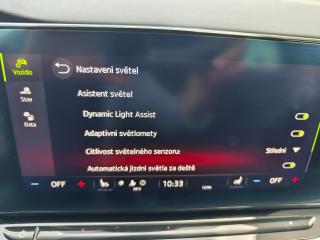 Vozidlo
Nastavení světel
Asistent světel
Stav
Dynamic Light Assist
Data
Adaptivní světlomety
Citlivost světelného senzoru: Střední
Automatická jízdní světla za deště
OFF
10:33
OFF